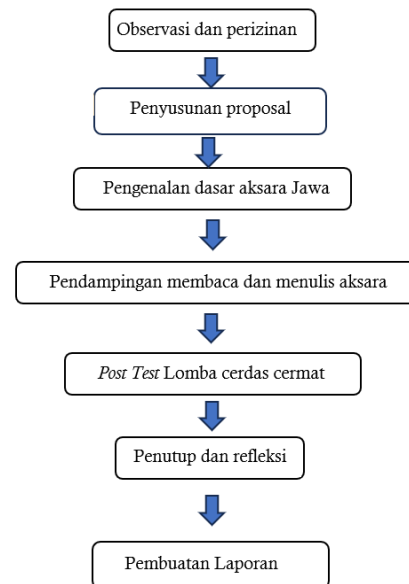 Observasi dan perizinan
Penyusunan proposal
Pengenalan dasar aksara Jawa
Pendampingan membaca dan menulis aksara
Post Test Lomba cerdas cermat
Penutup dan refleksi
Pembuatan Laporan